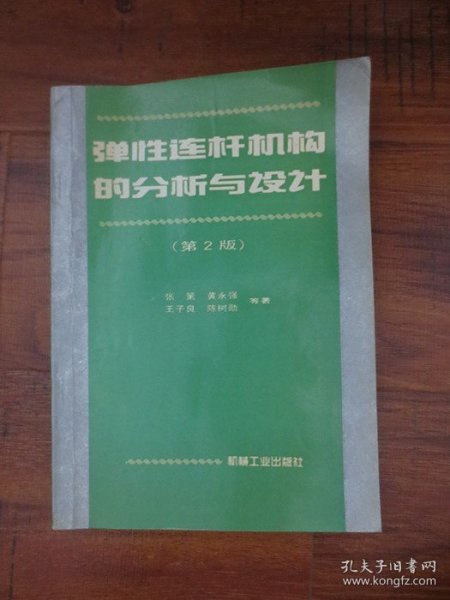 弹性连杆机构
的分析与设计
(第2版)
张策 黄永强
王子良 陈树勋 等著
机械工业出版社
孔夫子旧书网
www.kongfz.com